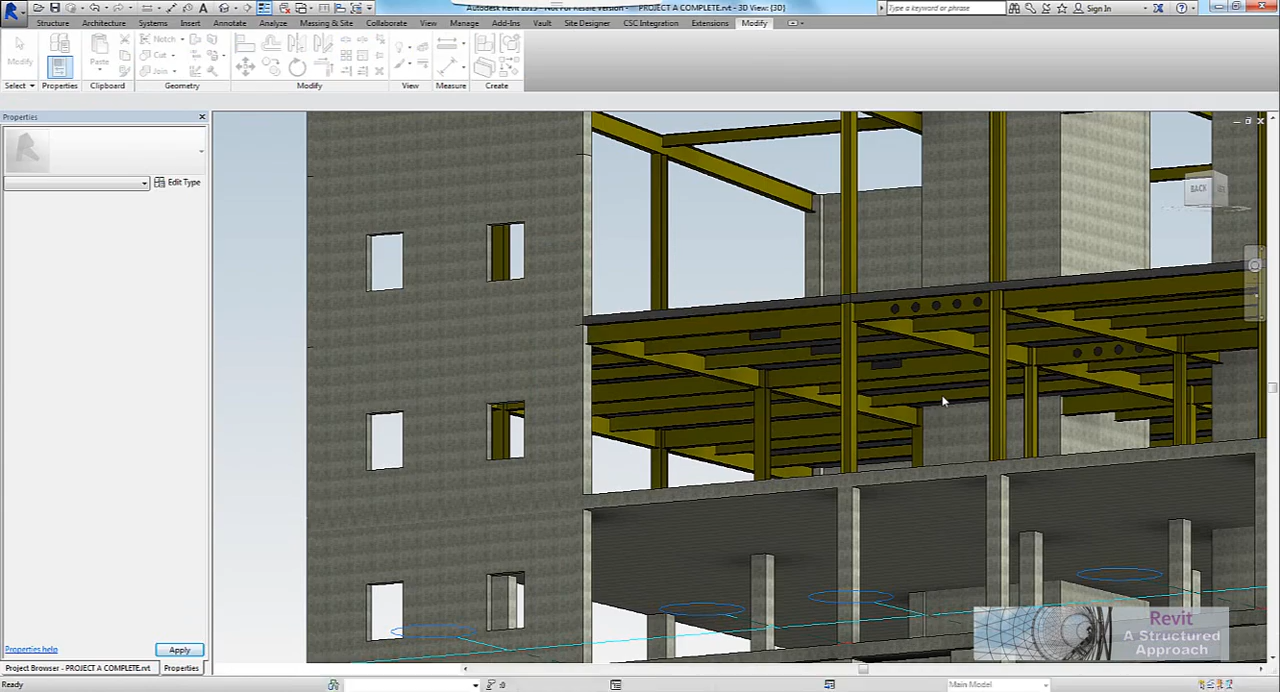 Autodesk Revit 2015 - Not For Resale Version - PROJECT A COMPLETE.rvt - 3D View: {3D}
Type a keyword or phrase
Sign In
Structure Architecture Systems Insert Annotate Analyze Massing & Site Collaborate View Manage Add-Ins Vault Site Designer CSC Integration Extensions Modify
Modify
Paste
Notch
Cut
Join
Select Properties Clipboard Geometry Modify View Measure Create
Properties
Edit Type
BACK
Properties help
Apply
Project Browser - PROJECT A COMPLETE.rvt
Properties
Ready
:0
Main Model
Revit
A Structured
Approach